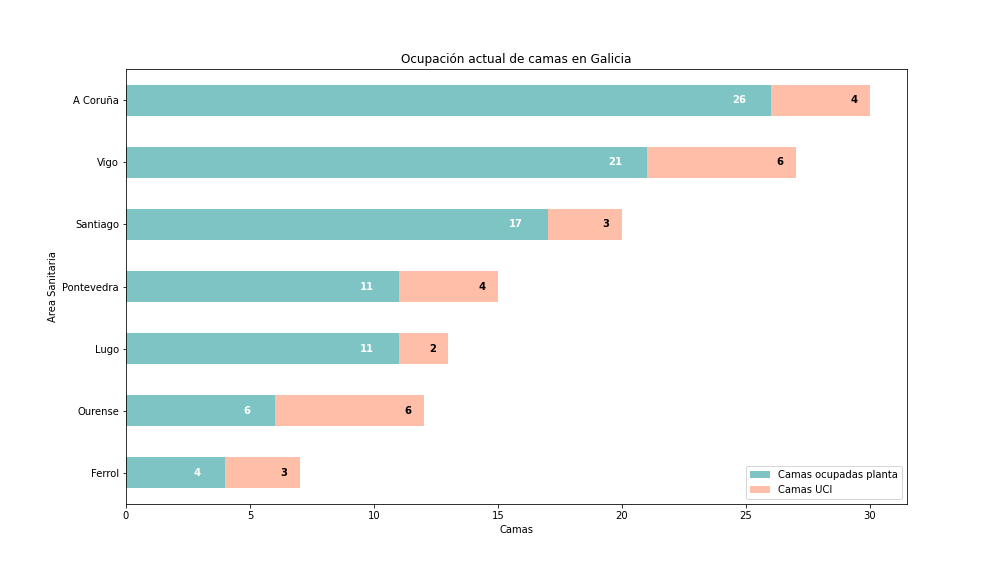 Ocupación actual de camas en Galicia
A Coruña
26
4
Vigo
21
6
Santiago
17
3
Pontevedra
11
4
Lugo
11
2
Ourense
6
6
Ferrol
4
3
Area Sanitaria
Camas ocupadas planta
Camas UCI
0 5 10 15 20 25 30
Camas